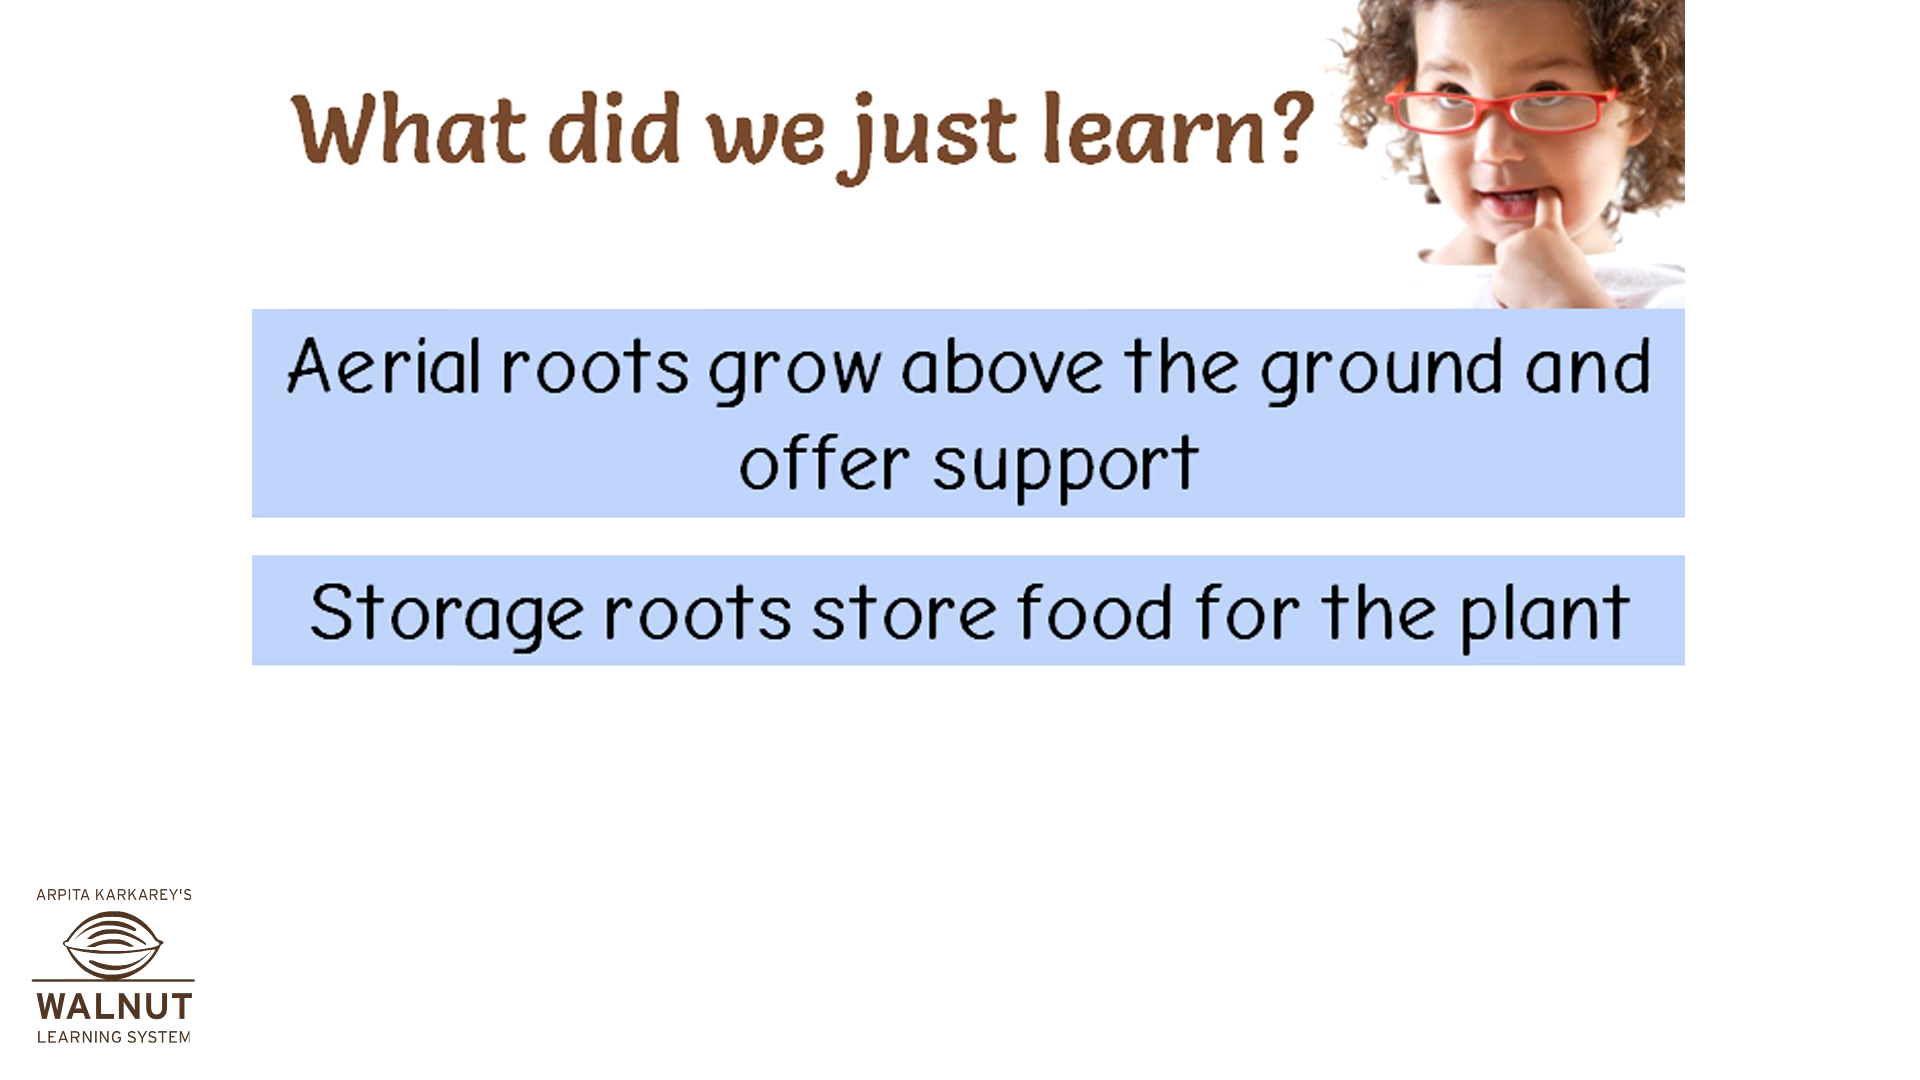 What did we just learn?
Aerial roots grow above the ground and
offer support
Storage roots store food for the plant
ARPITA KARKAREY'S
WALNUT
LEARNING SYSTEM